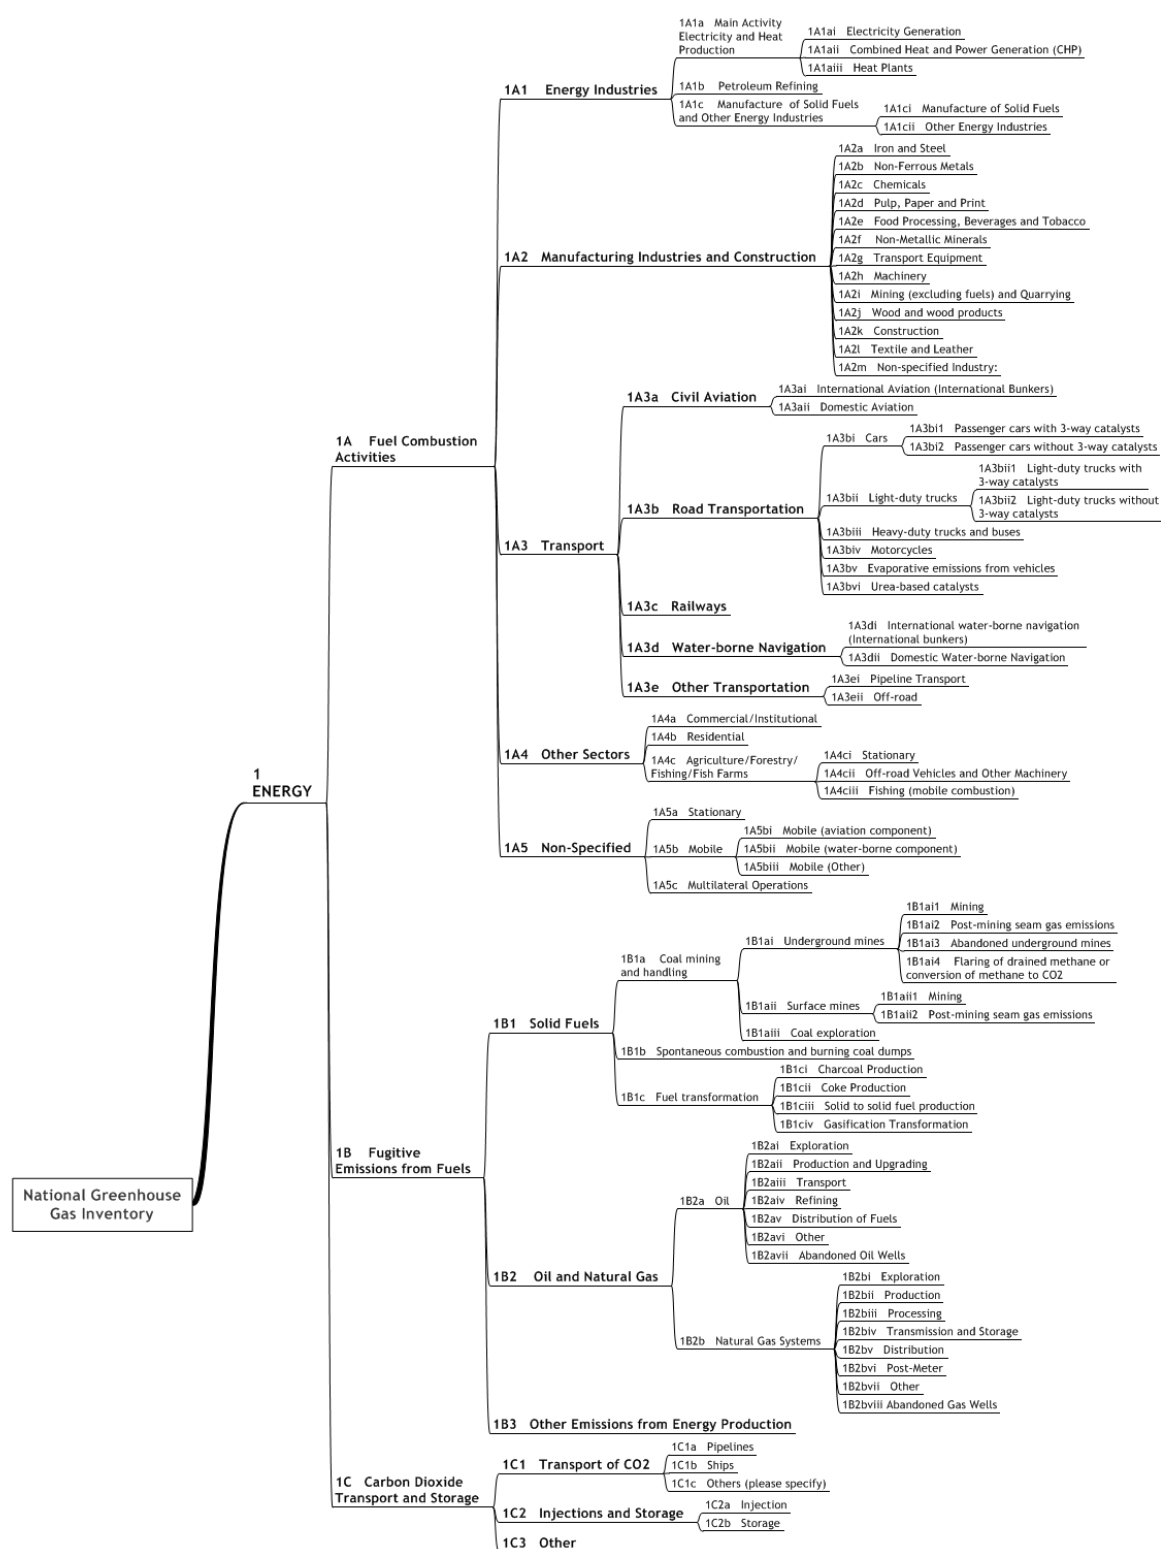 1A1a Main Activity
Electricity and Heat
Production
1A1ai Electricity Generation
1A1aii Combined Heat and Power Generation (CHP)
1A1aiii Heat Plants
1A1 Energy Industries
1A1b Petroleum Refining
1A1c Manufacture of Solid Fuels
and Other Energy Industries
1A1ci Manufacture of Solid Fuels
1A1cii Other Energy Industries
1A2a Iron and Steel
1A2b Non-Ferrous Metals
1A2c Chemicals
1A2d Pulp, Paper and Print
1A2e Food Processing, Beverages and Tobacco
1A2f Non-Metallic Minerals
1A2 Manufacturing Industries and Construction
1A2g Transport Equipment
1A2h Machinery
1A2i Mining (excluding fuels) and Quarrying
1A2j Wood and wood products
1A2k Construction
1A2l Textile and Leather
1A2m Non-specified Industry:
1A3a Civil Aviation
1A3ai International Aviation (International Bunkers)
1A3aii Domestic Aviation
1A Fuel Combustion
Activities
1A3bi Cars
1A3bi1 Passenger cars with 3-way catalysts
1A3bi2 Passenger cars without 3-way catalysts
1A3bii Light-duty trucks
1A3bii1 Light-duty trucks with
3-way catalysts
1A3bii2 Light-duty trucks without
3-way catalysts
1A3b Road Transportation
1A3biii Heavy-duty trucks and buses
1A3 Transport
1A3biv Motorcycles
1A3bv Evaporative emissions from vehicles
1A3bvi Urea-based catalysts
1A3c Railways
1A3d Water-borne Navigation
1A3di International water-borne navigation
(International bunkers)
1A3dii Domestic Water-borne Navigation
1A3e Other Transportation
1A3ei Pipeline Transport
1A3eii Off-road
1A4a Commercial/Institutional
1A4b Residential
1A4 Other Sectors
1A4c Agriculture/Forestry/
Fishing/Fish Farms
1A4ci Stationary
1A4cii Off-road Vehicles and Other Machinery
1A4ciii Fishing (mobile combustion)
1
ENERGY
1A5a Stationary
1A5 Non-Specified
1A5b Mobile
1A5bi Mobile (aviation component)
1A5bii Mobile (water-borne component)
1A5biii Mobile (Other)
1A5c Multilateral Operations
1B1ai1 Mining
1B1ai2 Post-mining seam gas emissions
1B1ai Underground mines
1B1ai3 Abandoned underground mines
1B1ai4 Flaring of drained methane or
conversion of methane to CO2
1B1a Coal mining
and handling
1B1aii Surface mines
1B1aii1 Mining
1B1aii2 Post-mining seam gas emissions
1B1 Solid Fuels
1B1aiii Coal exploration
1B1b Spontaneous combustion and burning coal dumps
1B1c Fuel transformation
1B1ci Charcoal Production
1B1cii Coke Production
1B1ciii Solid to solid fuel production
1B1civ Gasification Transformation
1B Fugitive
Emissions from Fuels
1B2ai Exploration
1B2aii Production and Upgrading
1B2aiii Transport
1B2a Oil
1B2aiv Refining
1B2av Distribution of Fuels
1B2avi Other
1B2avii Abandoned Oil Wells
National Greenhouse
Gas Inventory
1B2 Oil and Natural Gas
1B2bi Exploration
1B2bii Production
1B2biii Processing
1B2biv Transmission and Storage
1B2b Natural Gas Systems
1B2bv Distribution
1B2bvi Post-Meter
1B2bvii Other
1B2bviii Abandoned Gas Wells
1B3 Other Emissions from Energy Production
1C1 Transport of CO2
1C1a Pipelines
1C1b Ships
1C1c Others (please specify)
1C Carbon Dioxide
Transport and Storage
1C2 Injections and Storage
1C2a Injection
1C2b Storage
1C3 Other